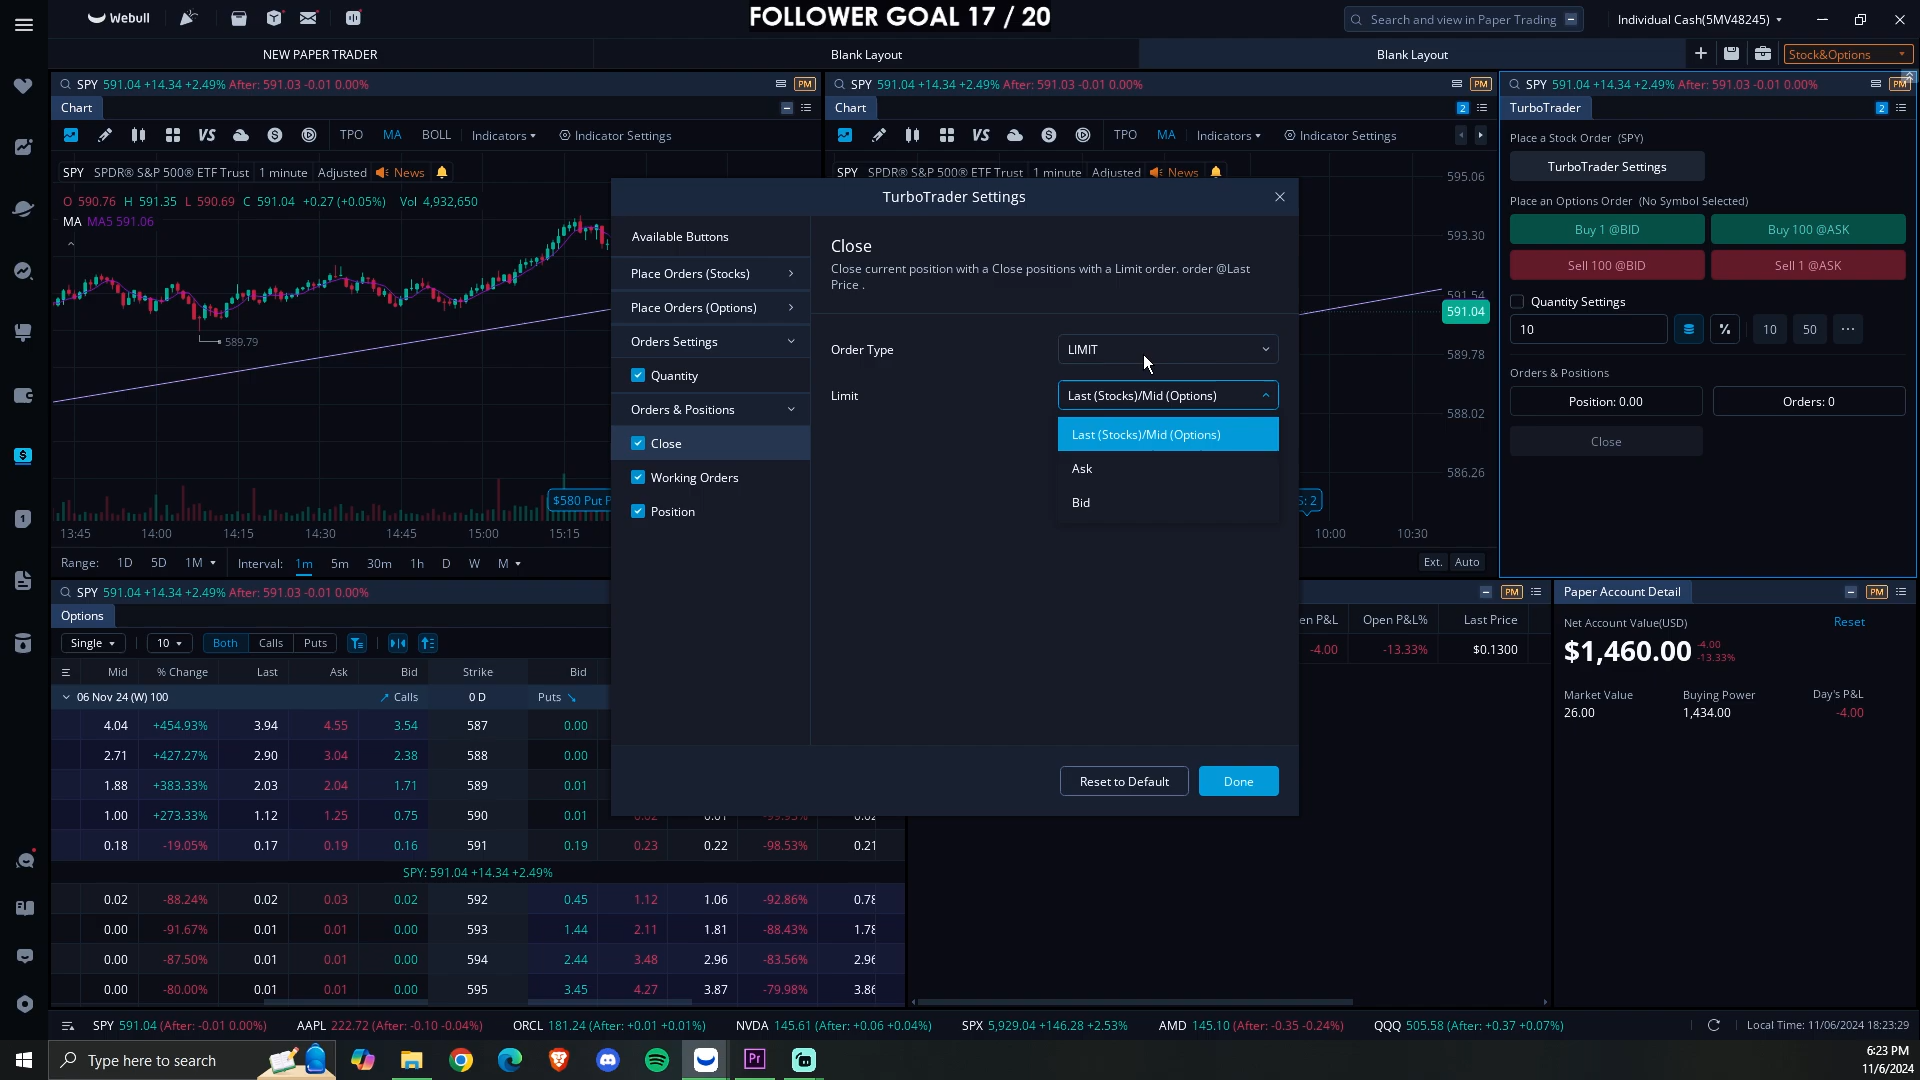 Webull
FOLLOWER GOAL 17 / 20
Search and view in Paper Trading
Individual Cash(5MV48245)
NEW PAPER TRADER
Blank Layout
Blank Layout
Stock&Options
SPY 591.04 +14.34 +2.49% After: 591.03 -0.01 0.00%
PM
SPY 591.04 +14.34 +2.49% After: 591.03 -0.01 0.00%
PM
SPY 591.04 +14.34 +2.49% After: 591.03 -0.01 0.00%
PM
Chart
Chart
2
TurboTrader
2
VS TPO MA BOLL Indicators Indicator Settings
VS TPO MA Indicators Indicator Settings
SPY SPDR® S&P 500® ETF Trust 1 minute Adjusted News
SPY SPDR® S&P 500® ETF Trust 1 minute Adjusted News
O 590.76 H 591.35 L 590.69 C 591.04 +0.27 (+0.05%) Vol 4,932,650
MA MA5 591.06
589.79
$580 Put P
13:45 14:00 14:15 14:30 14:45 15:00 15:15
Range: 1D 5D 1M Interval: 1m 5m 30m 1h D W M
595.06
593.30
591.54
591.04
589.78
588.02
586.26
S: 2
10:00 10:30
Ext. Auto
TurboTrader Settings
Available Buttons
Place Orders (Stocks)
Place Orders (Options)
Orders Settings
Quantity
Orders & Positions
Close
Working Orders
Position
Close
Close current position with a Close positions with a Limit order. order @Last
Price .
Order Type LIMIT
Limit Last (Stocks)/Mid (Options)
Last (Stocks)/Mid (Options)
Ask
Bid
Reset to Default Done
Place a Stock Order (SPY)
TurboTrader Settings
Place an Options Order (No Symbol Selected)
Buy 1 @BID Buy 100 @ASK
Sell 100 @BID Sell 1 @ASK
Quantity Settings
10 % 10 50 ···
Orders & Positions
Position: 0.00 Orders: 0
Close
SPY 591.04 +14.34 +2.49% After: 591.03 -0.01 0.00%
Options
Single 10 Both Calls Puts
Mid % Change Last Ask Bid Strike Bid
06 Nov 24 (W) 100 Calls 0 D Puts
4.04 +454.93% 3.94 4.55 3.54 587 0.00
2.71 +427.27% 2.90 3.04 2.38 588 0.00
1.88 +383.33% 2.03 2.04 1.71 589 0.01
1.00 +273.33% 1.12 1.25 0.75 590 0.01
0.18 -19.05% 0.17 0.19 0.16 591 0.19 0.23 0.22 -98.53% 0.21
SPY: 591.04 +14.34 +2.49%
0.02 -88.24% 0.02 0.03 0.02 592 0.45 1.12 1.06 -92.86% 0.78
0.00 -91.67% 0.01 0.01 0.00 593 1.44 2.11 1.81 -88.43% 1.78
0.00 -87.50% 0.01 0.01 0.00 594 2.44 3.48 2.96 -83.56% 2.96
0.00 -80.00% 0.01 0.01 0.00 595 3.45 4.27 3.87 -79.98% 3.86
PM
en P&L Open P&L% Last Price
-4.00 -13.33% $0.1300
Paper Account Detail PM
Net Account Value(USD) Reset
$1,460.00 -4.00
-13.33%
Market Value Buying Power Day's P&L
26.00 1,434.00 -4.00
SPY 591.04 (After: -0.01 0.00%) AAPL 222.72 (After: -0.10 -0.04%) ORCL 181.24 (After: +0.01 +0.01%) NVDA 145.61 (After: +0.06 +0.04%) SPX 5,929.04 +146.28 +2.53% AMD 145.10 (After: -0.35 -0.24%) QQQ 505.58 (After: +0.37 +0.07%) Local Time: 11/06/2024 18:23:29
Type here to search
Pr
6:23 PM
11/6/2024